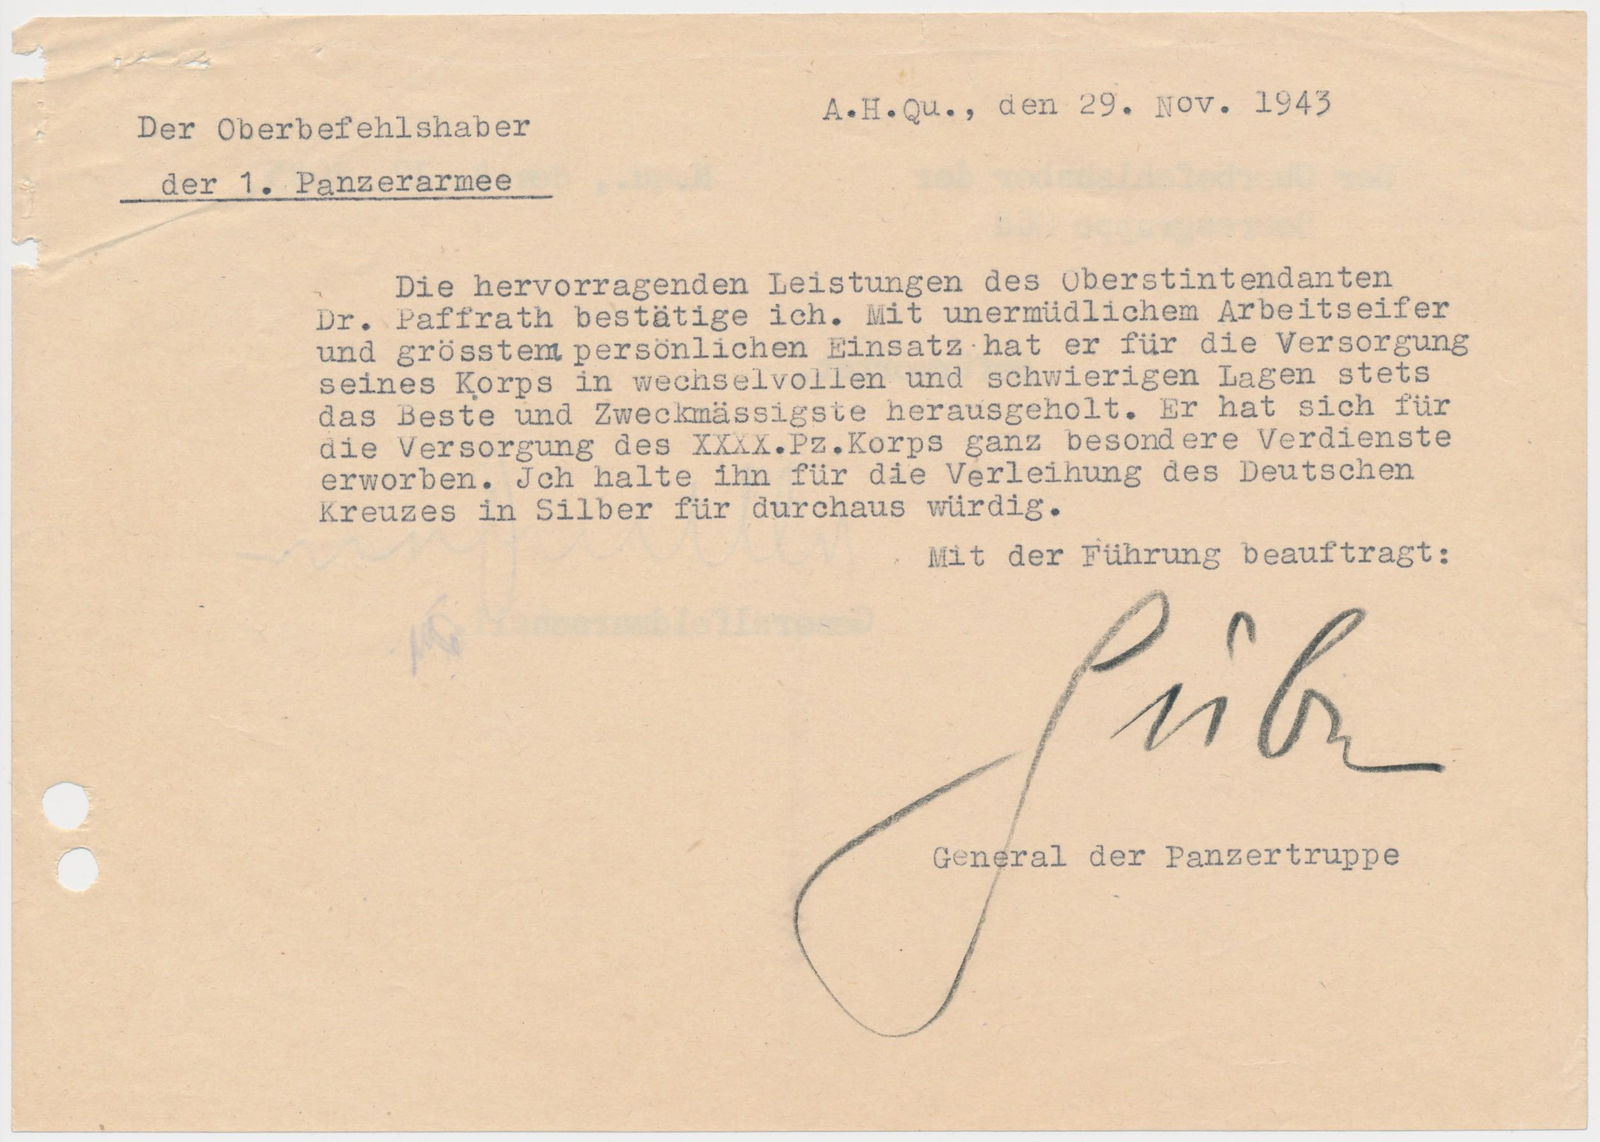 A.H.Qu., den 29. Nov. 1943
Der Oberbefehlshaber
der 1. Panzerarmee
Die hervorragenden Leistungen des Oberstintendanten
Dr. Paffrath bestätige ich. Mit unermüdlichem Arbeitseifer
und grösstem persönlichen Einsatz hat er für die Versorgung
seines Korps in wechselvollen und schwierigen Lagen stets
das Beste und Zweckmässigste herausgeholt. Er hat sich für
die Versorgung des XXXX.Pz.Korps ganz besondere Verdienste
erworben. Jch halte ihn für die Verleihung des Deutschen
Kreuzes in Silber für durchaus würdig.
Mit der Führung beauftragt:
General der Panzertruppe